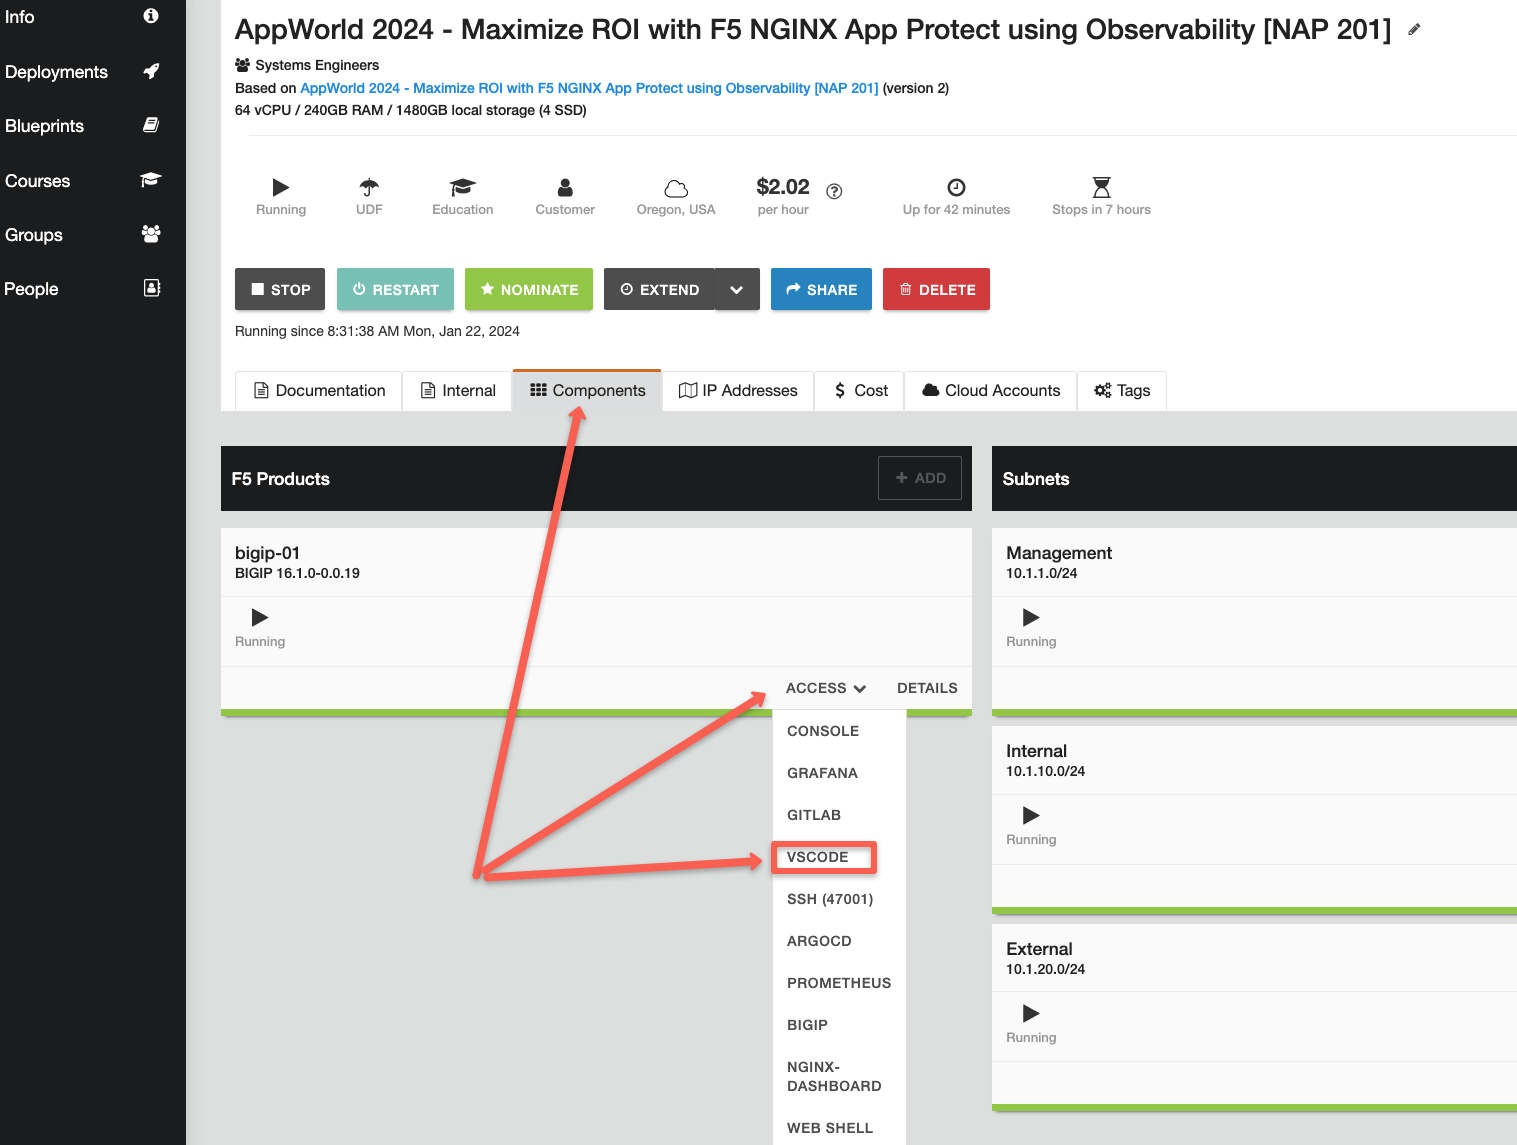 Info
Deployments
Blueprints
Courses
Groups
People
AppWorld 2024 - Maximize ROI with F5 NGINX App Protect using Observability [NAP 201]
Systems Engineers
Based on AppWorld 2024 - Maximize ROI with F5 NGINX App Protect using Observability [NAP 201] (version 2)
64 vCPU / 240GB RAM / 1480GB local storage (4 SSD)
Running
UDF
Education
Customer
Oregon, USA
$2.02
per hour
Up for 42 minutes
Stops in 7 hours
STOP
RESTART
NOMINATE
EXTEND
SHARE
DELETE
Running since 8:31:38 AM Mon, Jan 22, 2024
Documentation
Internal
Components
IP Addresses
$ Cost
Cloud Accounts
Tags
F5 Products
+ ADD
bigip-01
BIGIP 16.1.0-0.0.19
Running
ACCESS
DETAILS
CONSOLE
GRAFANA
GITLAB
VSCODE
SSH (47001)
ARGOCD
PROMETHEUS
BIGIP
NGINX-
DASHBOARD
WEB SHELL
Subnets
Management
10.1.1.0/24
Running
Internal
10.1.10.0/24
Running
External
10.1.20.0/24
Running